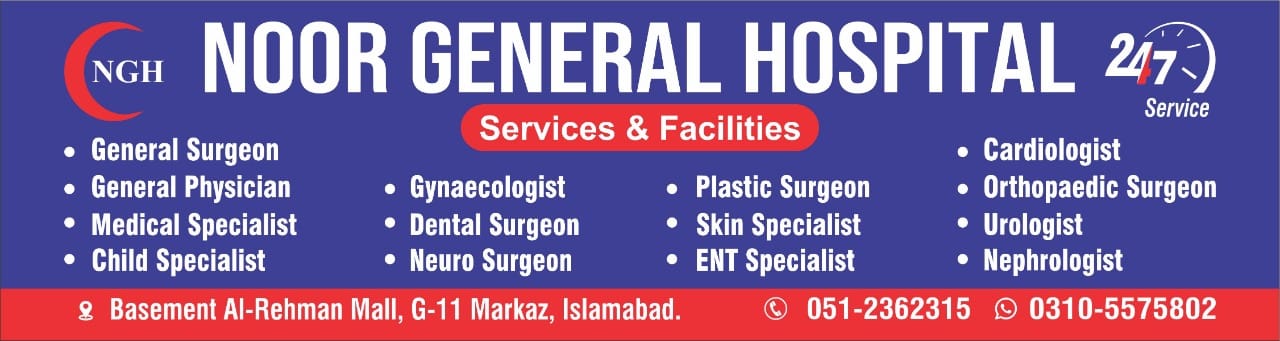 NGH
NOOR GENERAL HOSPITAL
24/7
Service
Services & Facilities
• General Surgeon
• General Physician
• Medical Specialist
• Child Specialist
• Gynaecologist
• Dental Surgeon
• Neuro Surgeon
• Plastic Surgeon
• Skin Specialist
• ENT Specialist
• Cardiologist
• Orthopaedic Surgeon
• Urologist
• Nephrologist
Basement Al-Rehman Mall, G-11 Markaz, Islamabad.
051-2362315 0310-5575802